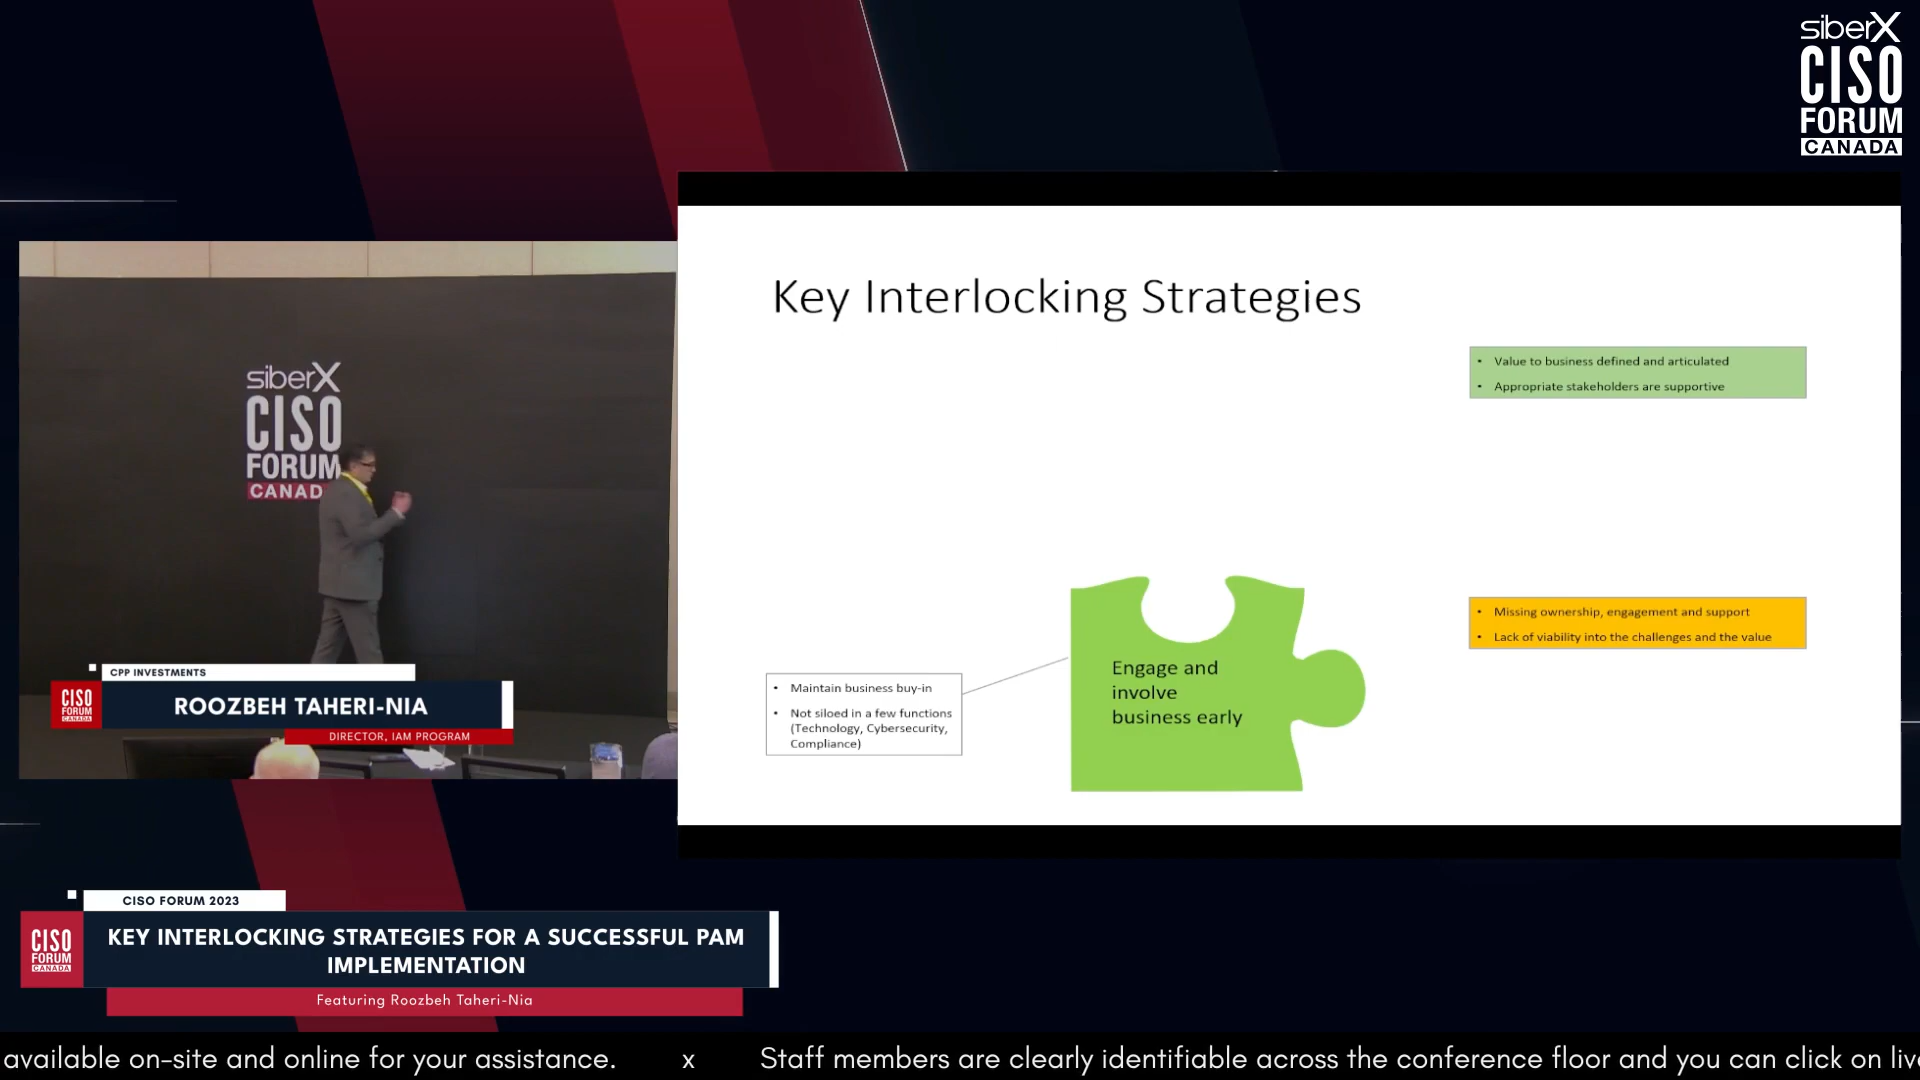 siberX
CISO
FORUM
CANADA
Key Interlocking Strategies
• Value to business defined and articulated
• Appropriate stakeholders are supportive
siberX
CISO
FORUM
CANAD
• Missing ownership, engagement and support
• Lack of viability into the challenges and the value
Engage and
involve
business early
• Maintain business buy-in
• Not siloed in a few functions
(Technology, Cybersecurity,
Compliance)
CPP INVESTMENTS
CISO
FORUM
CANADA
ROOZBEH TAHERI-NIA
DIRECTOR, IAM PROGRAM
CISO FORUM 2023
CISO
FORUM
CANADA
KEY INTERLOCKING STRATEGIES FOR A SUCCESSFUL PAM
IMPLEMENTATION
Featuring Roozbeh Taheri-Nia
available on-site and online for your assistance. x Staff members are clearly identifiable across the conference floor and you can click on liv